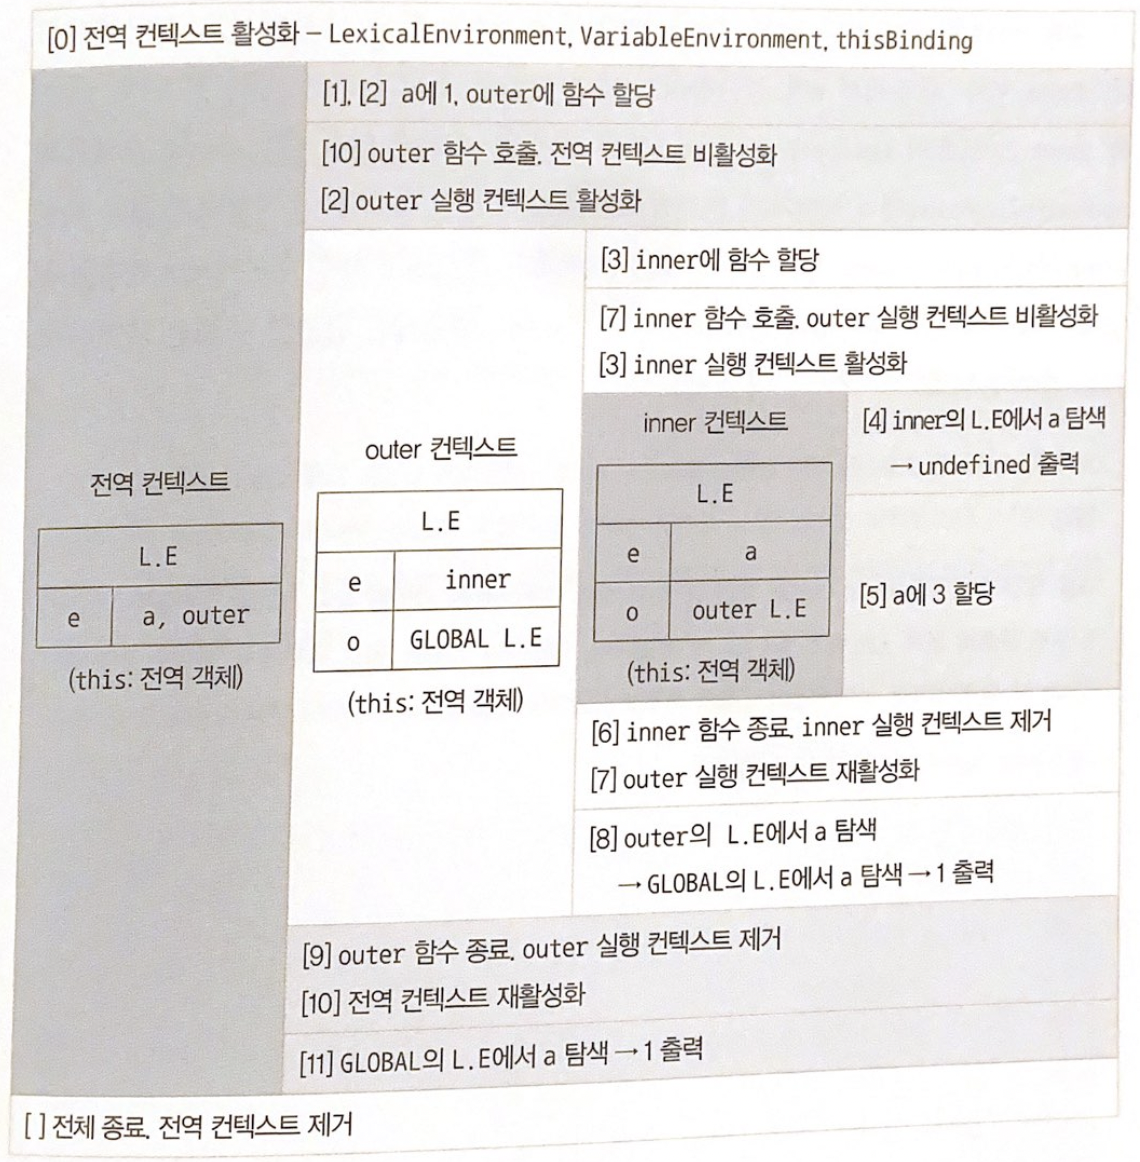 [0] 전역 컨텍스트 활성화 – LexicalEnvironment, VariableEnvironment, thisBinding
[1], [2] a에 1, outer에 함수 할당
[10] outer 함수 호출. 전역 컨텍스트 비활성화
[2] outer 실행 컨텍스트 활성화
[3] inner에 함수 할당
[7] inner 함수 호출. outer 실행 컨텍스트 비활성화
[3] inner 실행 컨텍스트 활성화
전역 컨텍스트
L.E
e a, outer
(this: 전역 객체)
outer 컨텍스트
L.E
e inner
o GLOBAL L.E
(this: 전역 객체)
inner 컨텍스트
L.E
e a
o outer L.E
(this: 전역 객체)
[4] inner의 L.E에서 a 탐색
→ undefined 출력
[5] a에 3 할당
[6] inner 함수 종료. inner 실행 컨텍스트 제거
[7] outer 실행 컨텍스트 재활성화
[8] outer의 L.E에서 a 탐색
→ GLOBAL의 L.E에서 a 탐색 → 1 출력
[9] outer 함수 종료. outer 실행 컨텍스트 제거
[10] 전역 컨텍스트 재활성화
[11] GLOBAL의 L.E에서 a 탐색 → 1 출력
[ ] 전체 종료. 전역 컨텍스트 제거